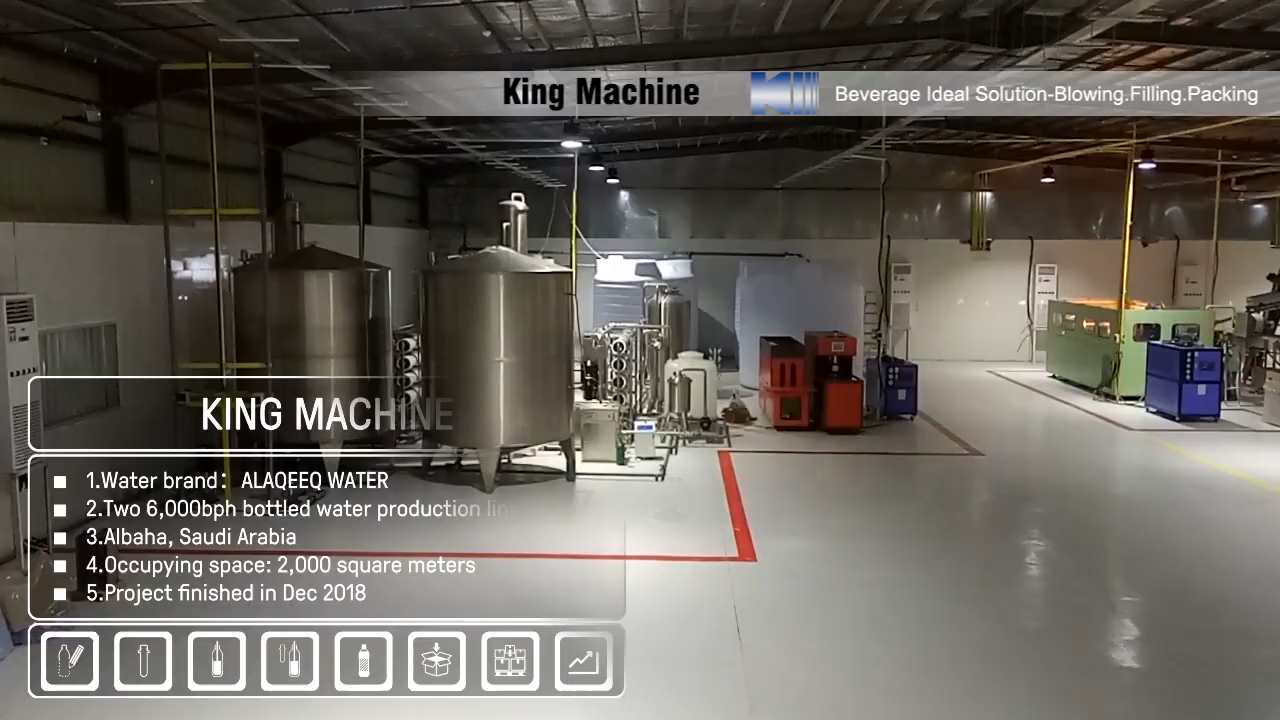 King Machine
Beverage Ideal Solution-Blowing.Filling.Packing
KING MACHINE
1.Water brand: ALAQEEQ WATER
2.Two 6,000bph bottled water production line
3.Albaha, Saudi Arabia
4.Occupying space: 2,000 square meters
5.Project finished in Dec 2018